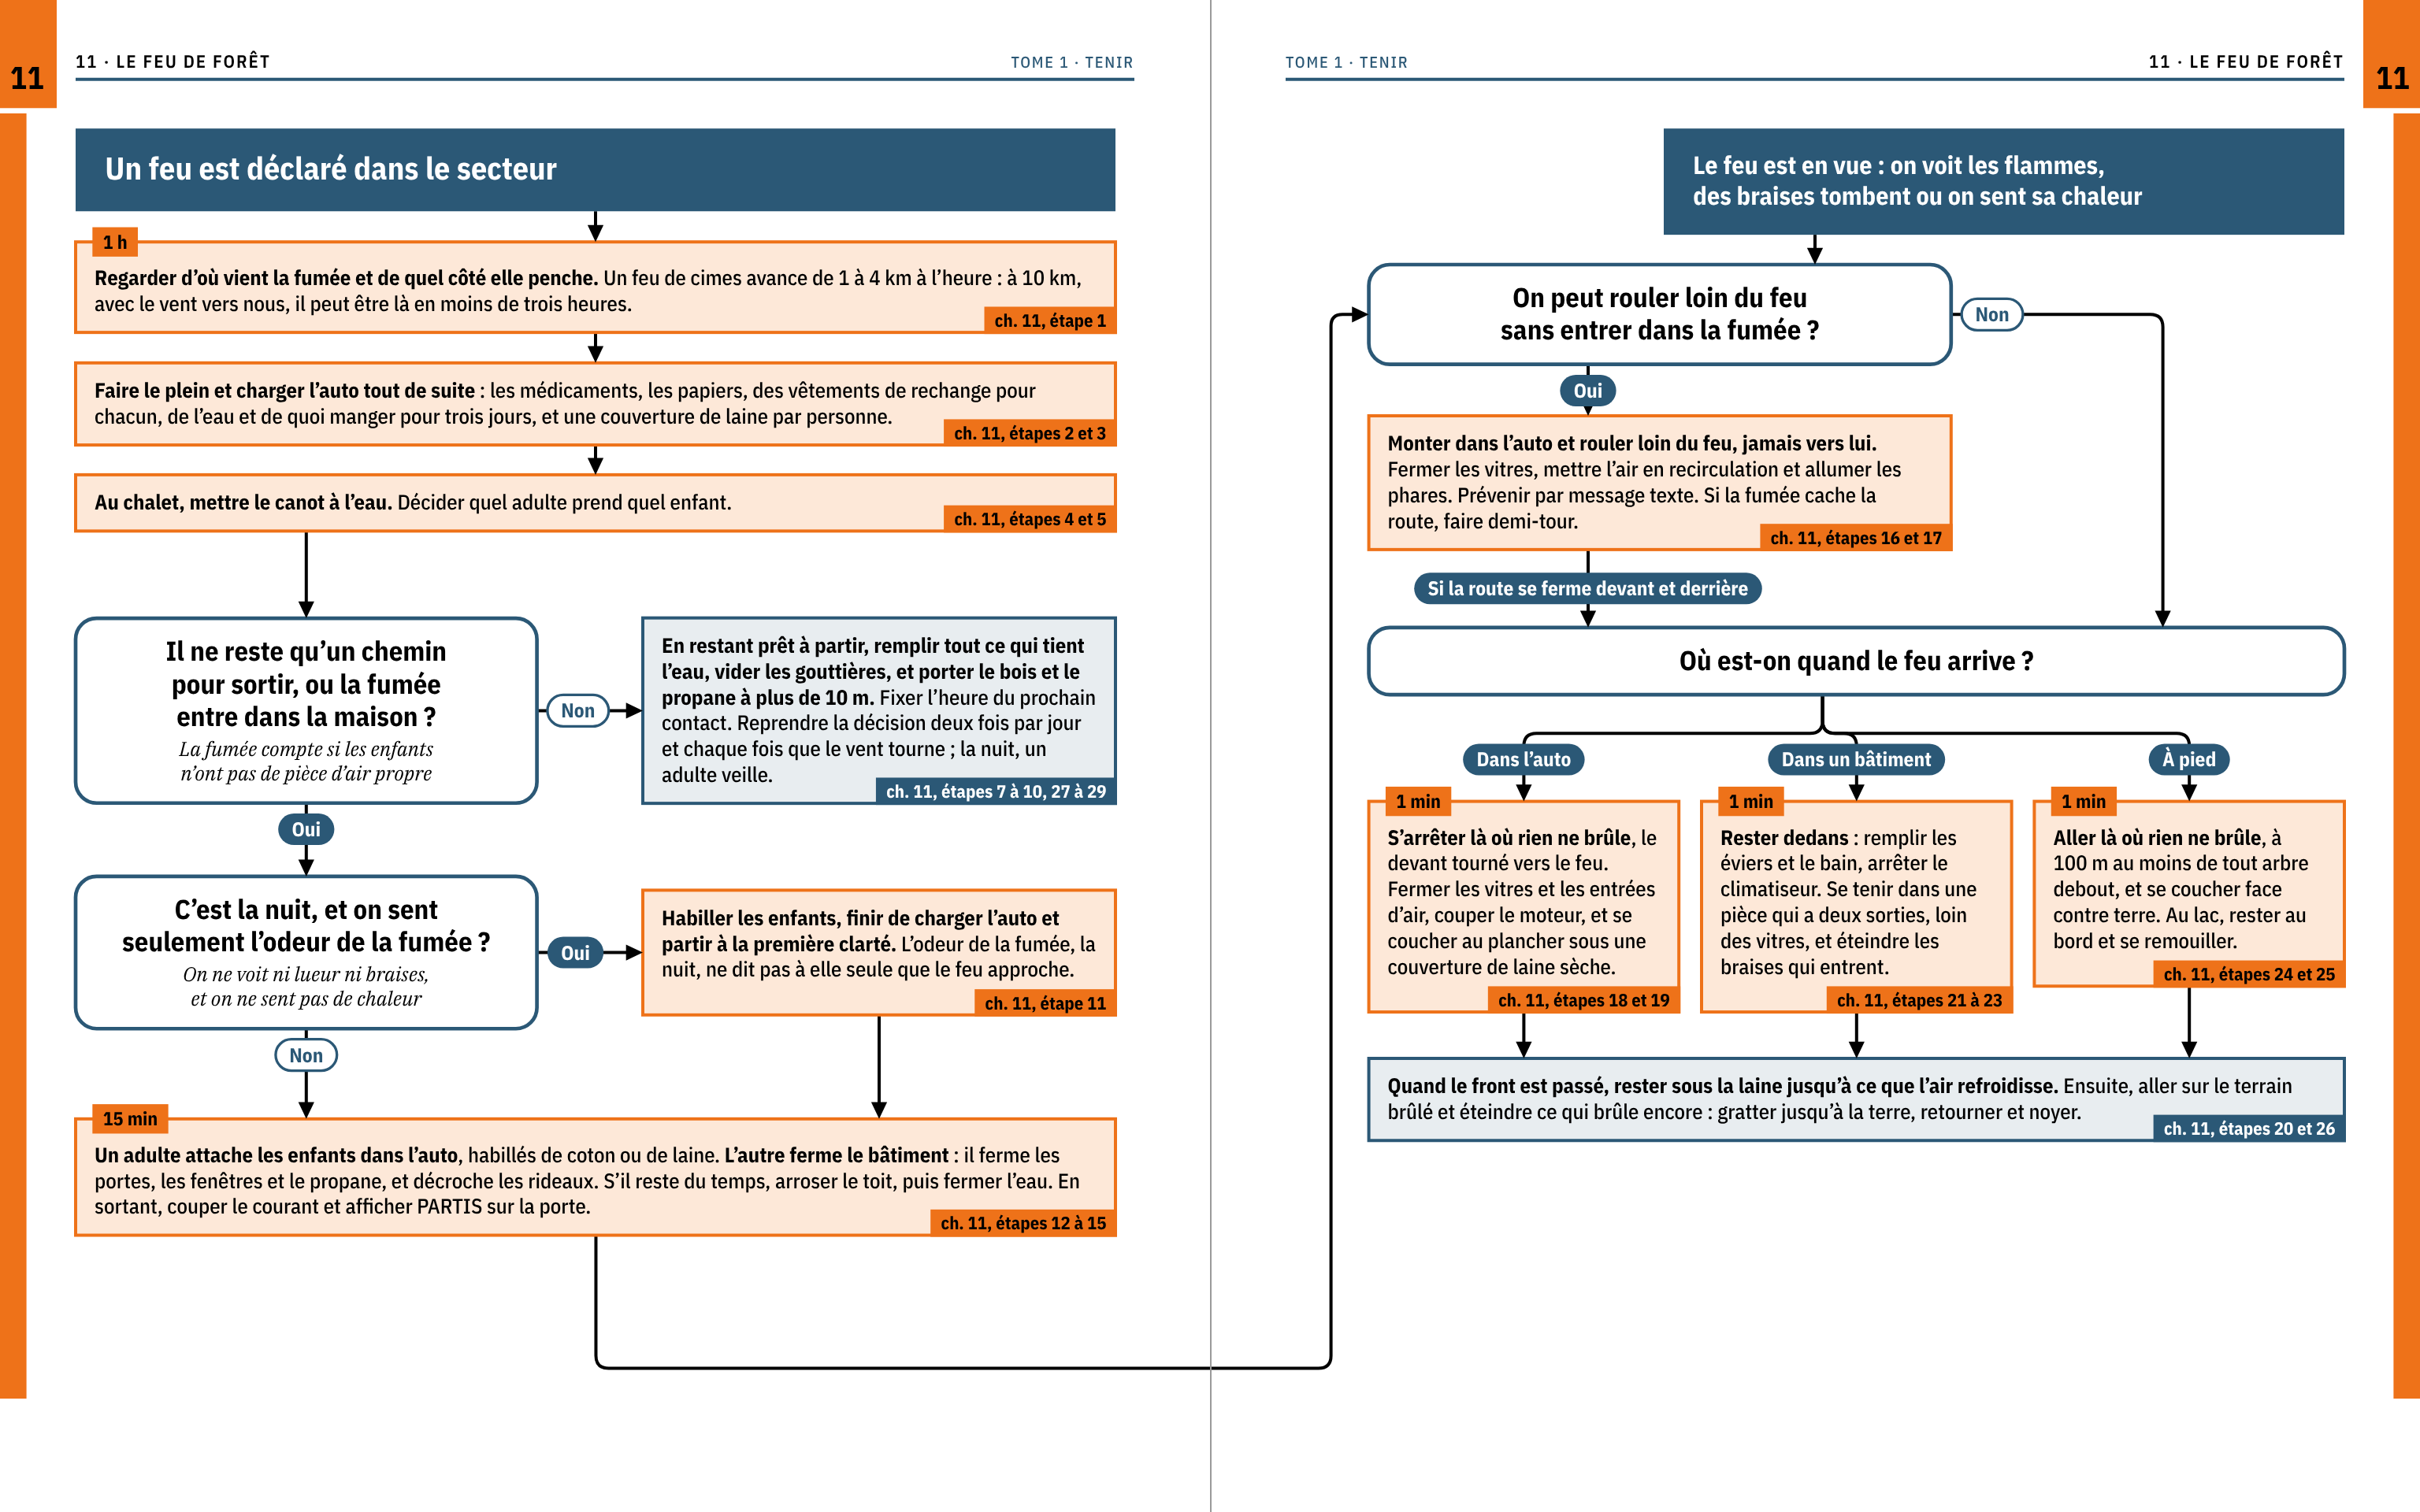 11
11 · LE FEU DE FORÊT
TOME 1 · TENIR
Un feu est déclaré dans le secteur
1 h
Regarder d’où vient la fumée et de quel côté elle penche. Un feu de cimes avance de 1 à 4 km à l’heure : à 10 km,
avec le vent vers nous, il peut être là en moins de trois heures.
ch. 11, étape 1
Faire le plein et charger l’auto tout de suite : les médicaments, les papiers, des vêtements de rechange pour
chacun, de l’eau et de quoi manger pour trois jours, et une couverture de laine par personne.
ch. 11, étapes 2 et 3
Au chalet, mettre le canot à l’eau. Décider quel adulte prend quel enfant.
ch. 11, étapes 4 et 5
Il ne reste qu’un chemin
pour sortir, ou la fumée
entre dans la maison ?
La fumée compte si les enfants
n’ont pas de pièce d’air propre
Non
En restant prêt à partir, remplir tout ce qui tient
l’eau, vider les gouttières, et porter le bois et le
propane à plus de 10 m. Fixer l’heure du prochain
contact. Reprendre la décision deux fois par jour
et chaque fois que le vent tourne ; la nuit, un
adulte veille.
ch. 11, étapes 7 à 10, 27 à 29
Oui
C’est la nuit, et on sent
seulement l’odeur de la fumée ?
On ne voit ni lueur ni braises,
et on ne sent pas de chaleur
Oui
Habiller les enfants, finir de charger l’auto et
partir à la première clarté. L’odeur de la fumée, la
nuit, ne dit pas à elle seule que le feu approche.
ch. 11, étape 11
Non
15 min
Un adulte attache les enfants dans l’auto, habillés de coton ou de laine. L’autre ferme le bâtiment : il ferme les
portes, les fenêtres et le propane, et décroche les rideaux. S’il reste du temps, arroser le toit, puis fermer l’eau. En
sortant, couper le courant et afficher PARTIS sur la porte.
ch. 11, étapes 12 à 15
TOME 1 · TENIR
11 · LE FEU DE FORÊT
11
Le feu est en vue : on voit les flammes,
des braises tombent ou on sent sa chaleur
On peut rouler loin du feu
sans entrer dans la fumée ?
Non
Oui
Monter dans l’auto et rouler loin du feu, jamais vers lui.
Fermer les vitres, mettre l’air en recirculation et allumer les
phares. Prévenir par message texte. Si la fumée cache la
route, faire demi-tour.
ch. 11, étapes 16 et 17
Si la route se ferme devant et derrière
Où est-on quand le feu arrive ?
Dans l’auto
1 min
S’arrêter là où rien ne brûle, le
devant tourné vers le feu.
Fermer les vitres et les entrées
d’air, couper le moteur, et se
coucher au plancher sous une
couverture de laine sèche.
ch. 11, étapes 18 et 19
Dans un bâtiment
1 min
Rester dedans : remplir les
éviers et le bain, arrêter le
climatiseur. Se tenir dans une
pièce qui a deux sorties, loin
des vitres, et éteindre les
braises qui entrent.
ch. 11, étapes 21 à 23
À pied
1 min
Aller là où rien ne brûle, à
100 m au moins de tout arbre
debout, et se coucher face
contre terre. Au lac, rester au
bord et se remouiller.
ch. 11, étapes 24 et 25
Quand le front est passé, rester sous la laine jusqu’à ce que l’air refroidisse. Ensuite, aller sur le terrain
brûlé et éteindre ce qui brûle encore : gratter jusqu’à la terre, retourner et noyer.
ch. 11, étapes 20 et 26